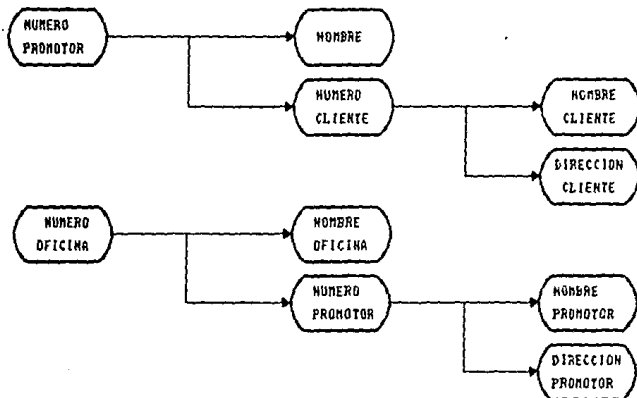 NUMERO
PROMOTOR
NOMBRE
NUMERO
CLIENTE
NOMBRE
CLIENTE
DIRECCION
CLIENTE
NUMERO
OFICINA
NOMBRE
OFICINA
NUMERO
PROMOTOR
NOMBRE
PROMOTOR
DIRECCION
PROMOTOR